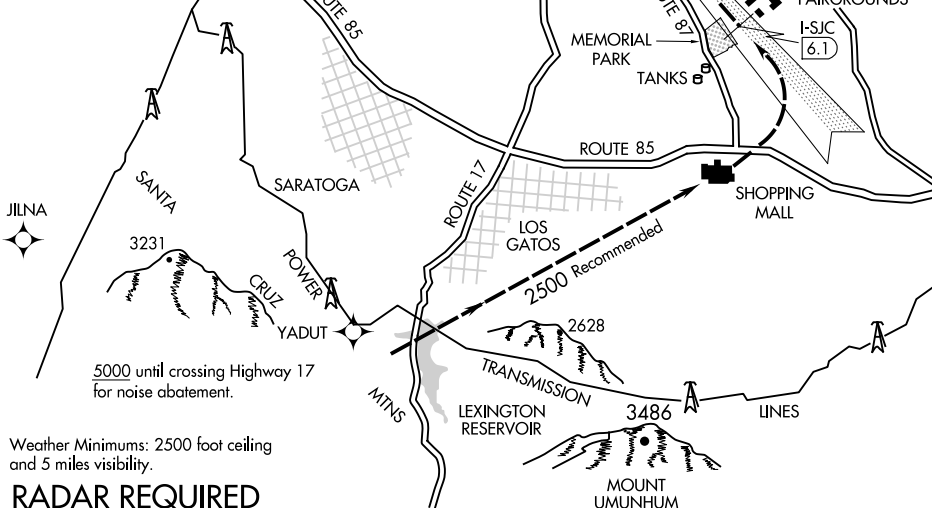 FAIRGROUNDS
ROUTE 85
ROUTE 87
I-SJC
6.1
MEMORIAL
PARK
TANKS
ROUTE 85
ROUTE 17
SANTA
SARATOGA
SHOPPING
MALL
JILNA
LOS
GATOS
3231
POWER
CRUZ
2500 Recommended
YADUT
2628
5000 until crossing Highway 17
for noise abatement.
TRANSMISSION
MTNS
LEXINGTON
RESERVOIR
3486
LINES
Weather Minimums: 2500 foot ceiling
and 5 miles visibility.
RADAR REQUIRED
MOUNT
UMUNHUM